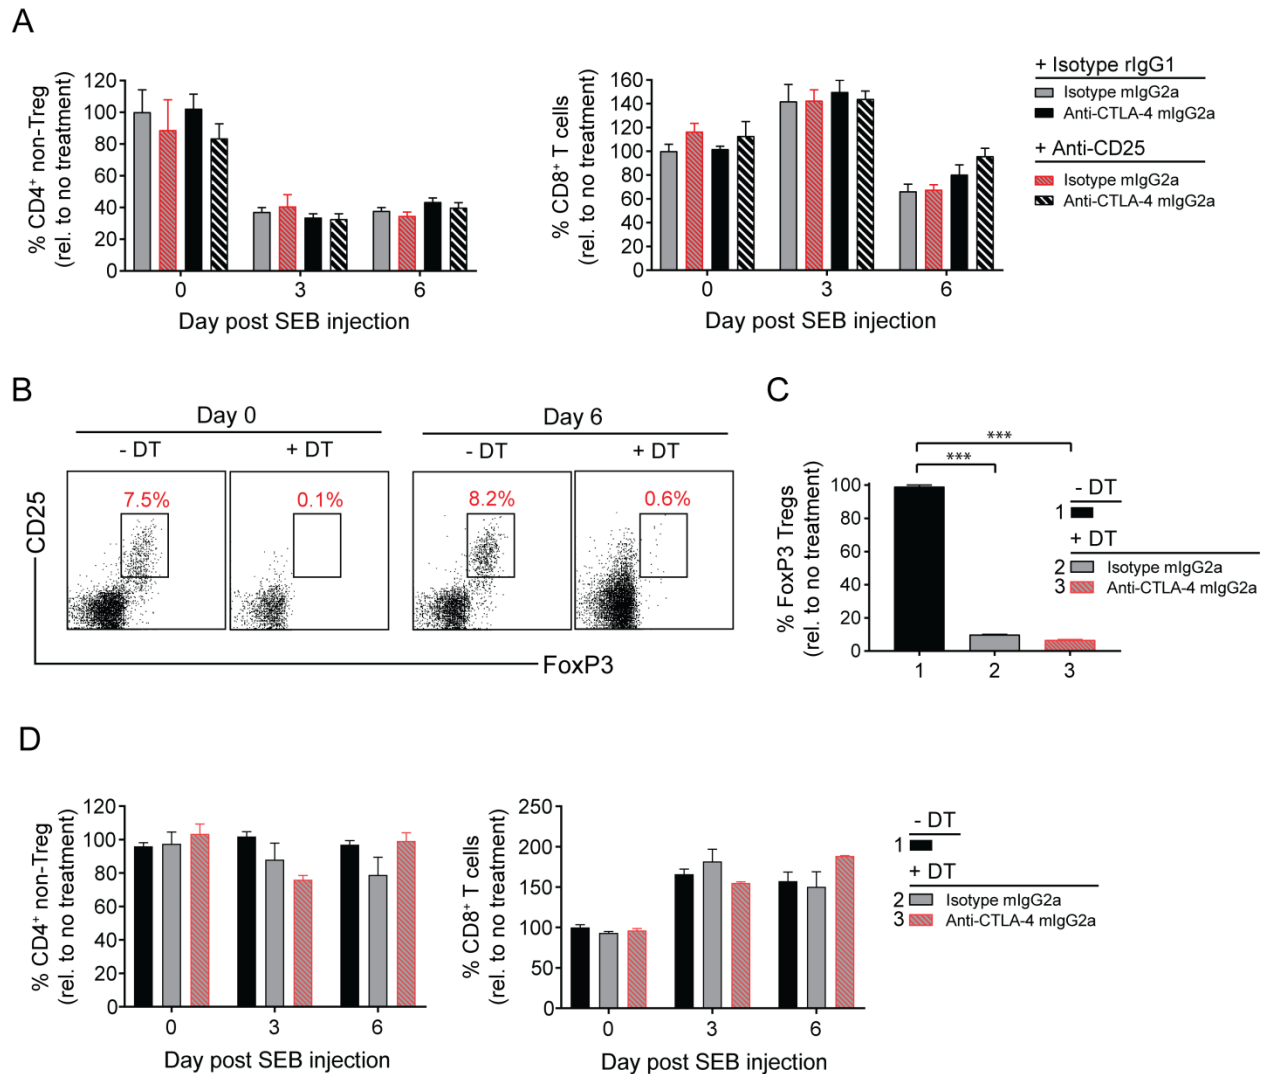 A
% CD4⁺ non-Treg
(rel. to no treatment)
120
100
80
60
40
20
0
0 3 6
Day post SEB injection
% CD8⁺ T cells
(rel. to no treatment)
160
140
120
100
80
60
40
20
0
0 3 6
Day post SEB injection
+ Isotype rIgG1
Isotype mIgG2a
Anti-CTLA-4 mIgG2a
+ Anti-CD25
Isotype mIgG2a
Anti-CTLA-4 mIgG2a
B
Day 0 Day 6
- DT + DT - DT + DT
7.5% 0.1% 8.2% 0.6%
CD25
FoxP3
C
*** 
***
% FoxP3 Tregs
(rel. to no treatment)
100
80
60
40
20
0
1 2 3
- DT
1
+ DT
2 Isotype mIgG2a
3 Anti-CTLA-4 mIgG2a
D
% CD4⁺ non-Treg
(rel. to no treatment)
120
100
80
60
40
20
0
0 3 6
Day post SEB injection
% CD8⁺ T cells
(rel. to no treatment)
250
200
150
100
50
0
0 3 6
Day post SEB injection
- DT
1
+ DT
2 Isotype mIgG2a
3 Anti-CTLA-4 mIgG2a